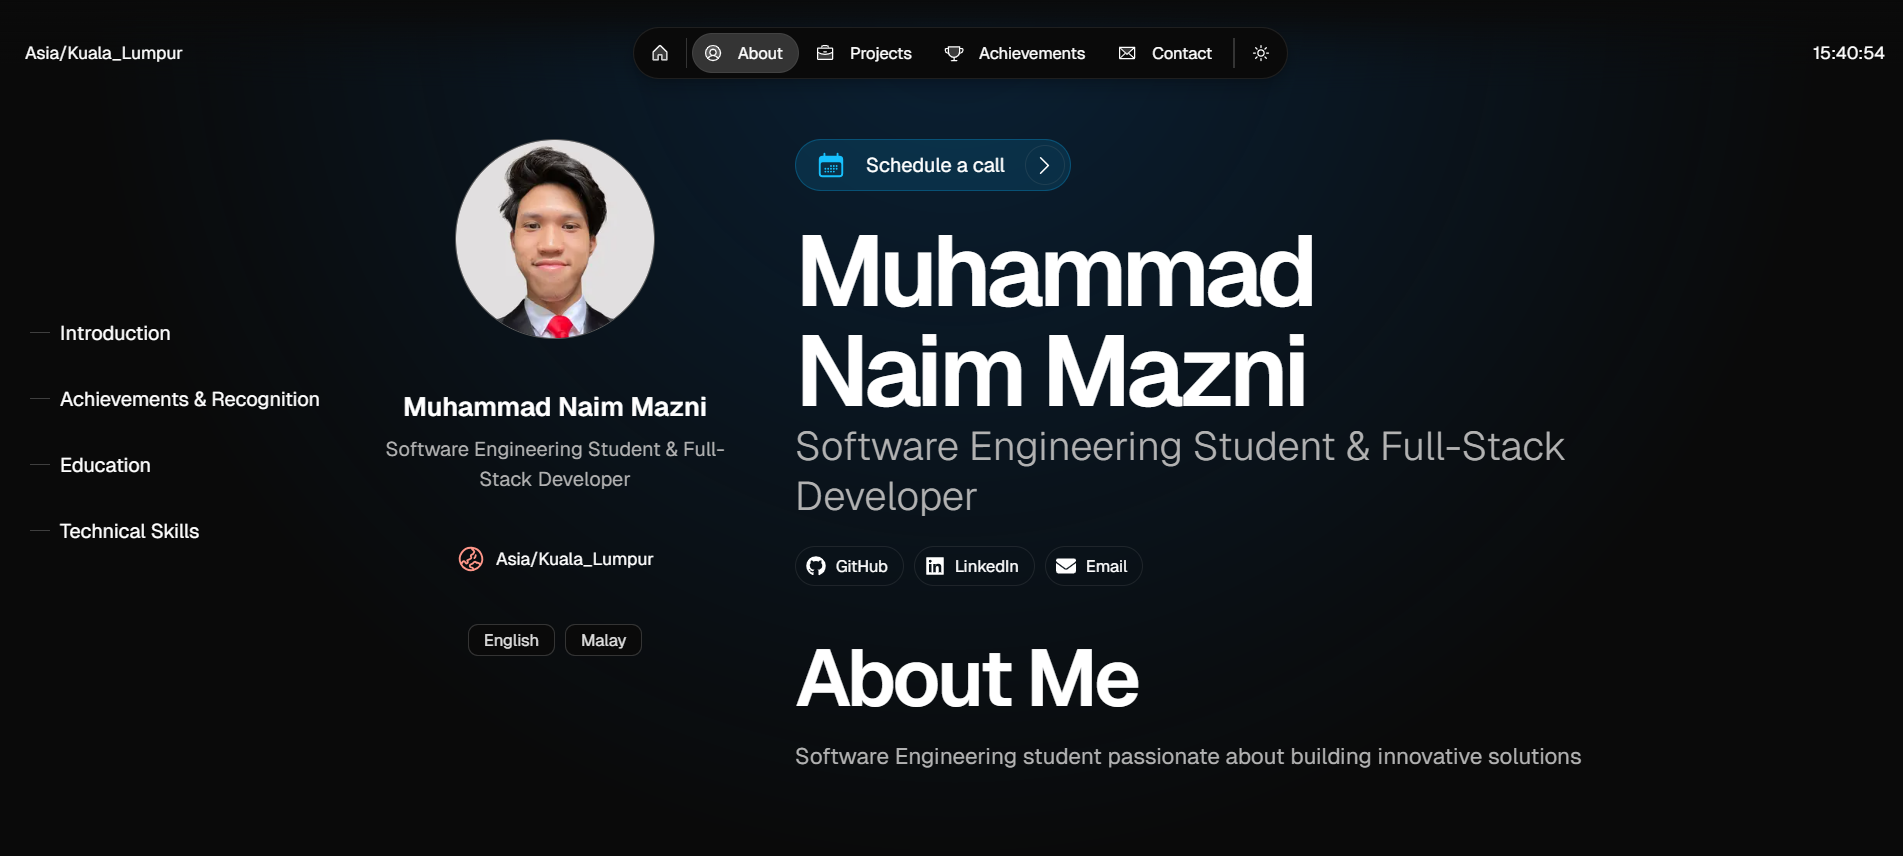 Asia/Kuala_Lumpur
About
Projects
Achievements
Contact
15:40:54
Introduction
Achievements & Recognition
Education
Technical Skills
Muhammad Naim Mazni
Software Engineering Student & Full-
Stack Developer
Asia/Kuala_Lumpur
English
Malay
Schedule a call
Muhammad
Naim Mazni
Software Engineering Student & Full-Stack
Developer
GitHub
LinkedIn
Email
About Me
Software Engineering student passionate about building innovative solutions